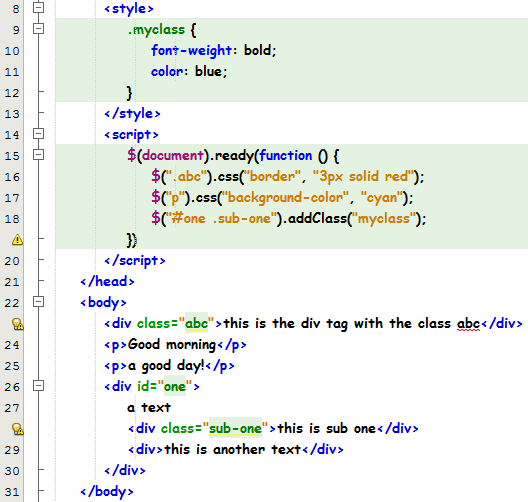 8 <style>
9 .myclass {
10 font-weight: bold;
11 color: blue;
12 }
13 </style>
14 <script>
15 $(document).ready(function () {
16 $(".abc").css("border", "3px solid red");
17 $("p").css("background-color", "cyan");
18 $("#one .sub-one").addClass("myclass");
})
20 </script>
21 </head>
22 <body>
<div class="abc">this is the div tag with the class abc</div>
24 <p>Good morning</p>
25 <p>a good day!</p>
26 <div id="one">
27 a text
<div class="sub-one">this is sub one</div>
29 <div>this is another text</div>
30 </div>
31 </body>